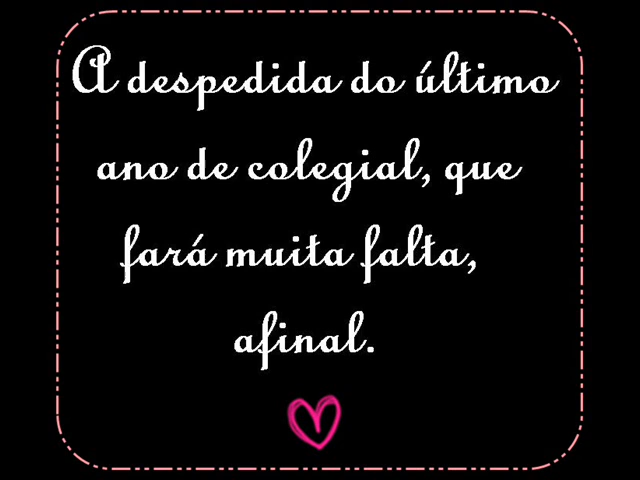 A despedida do último
ano de colegial, que
fará muita falta,
afinal.